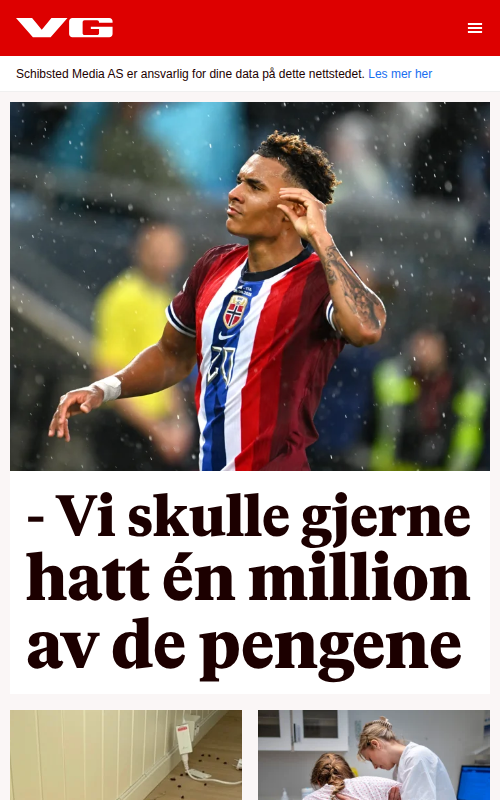 VG
Schibsted Media AS er ansvarlig for dine data på dette nettstedet. Les mer her
20
- Vi skulle gjerne
hatt én million
av de pengene